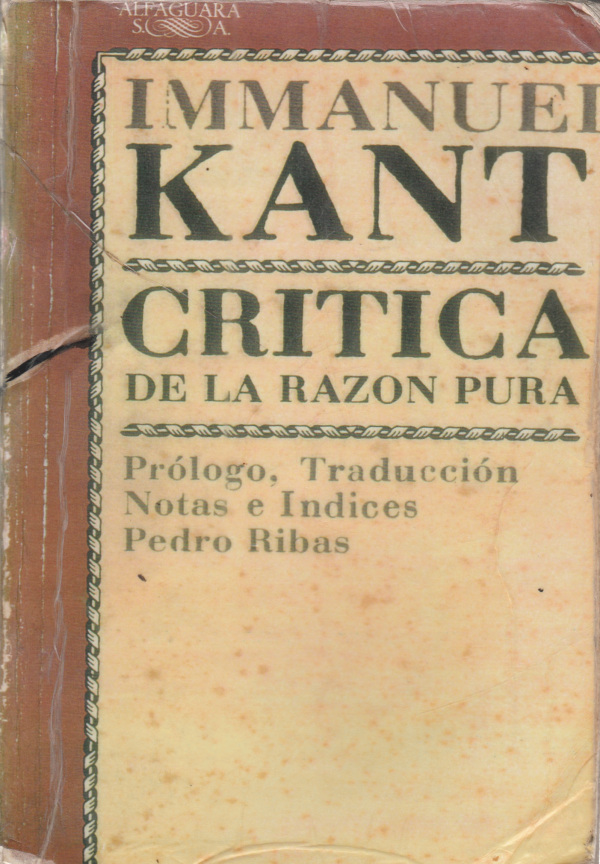 ALFAGUARA
S. A.
IMMANUEL
KANT
CRITICA
DE LA RAZON PURA
Prólogo, Traducción
Notas e Indices
Pedro Ribas